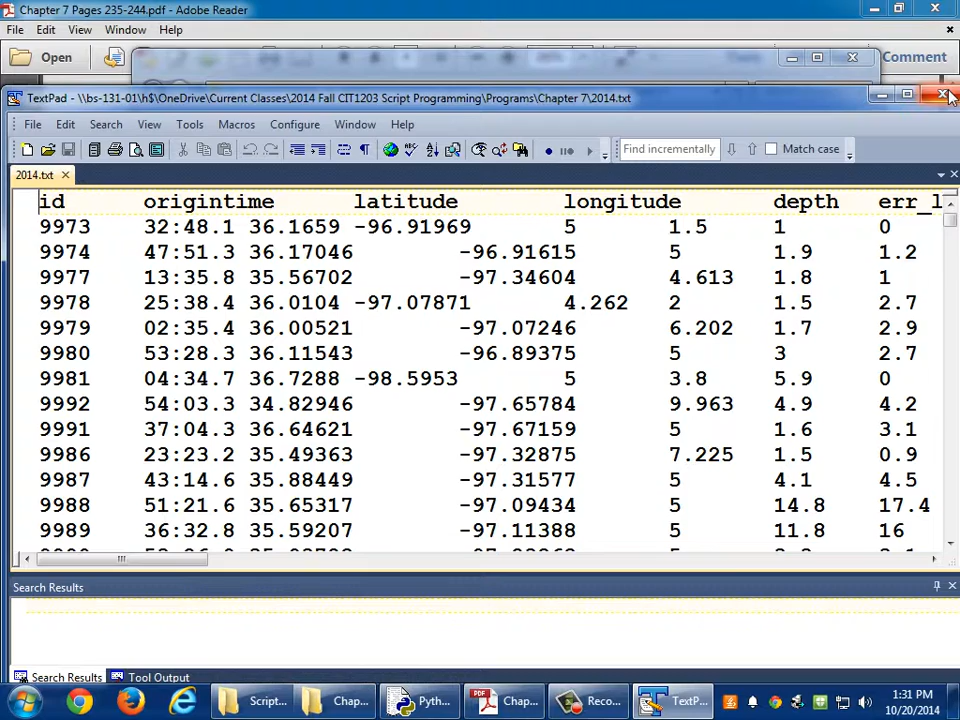 Chapter 7 Pages 235-244.pdf - Adobe Reader
File Edit View Window Help
Open Comment
TextPad - \\bs-131-01\h$\OneDrive\Current Classes\2014 Fall CIT1203 Script Programming\Programs\Chapter 7\2014.txt
File Edit Search View Tools Macros Configure Window Help
Find incrementally Match case
2014.txt
id origintime latitude longitude depth err_l
9973 32:48.1 36.1659 -96.91969 5 1.5 1 0
9974 47:51.3 36.17046 -96.91615 5 1.9 1.2
9977 13:35.8 35.56702 -97.34604 4.613 1.8 1
9978 25:38.4 36.0104 -97.07871 4.262 2 1.5 2.7
9979 02:35.4 36.00521 -97.07246 6.202 1.7 2.9
9980 53:28.3 36.11543 -96.89375 5 3 2.7
9981 04:34.7 36.7288 -98.5953 5 3.8 5.9 0
9992 54:03.3 34.82946 -97.65784 9.963 4.9 4.2
9991 37:04.3 36.64621 -97.67159 5 1.6 3.1
9986 23:23.2 35.49363 -97.32875 7.225 1.5 0.9
9987 43:14.6 35.88449 -97.31577 5 4.1 4.5
9988 51:21.6 35.65317 -97.09434 5 14.8 17.4
9989 36:32.8 35.59207 -97.11388 5 11.8 16
Search Results
Search Results Tool Output
Script... Chap... Pyth... Chap... Reco... TextP...
1:31 PM
10/20/2014